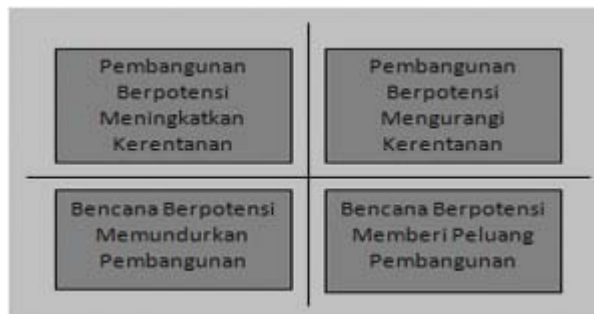 Pembangunan
Berpotensi
Meningkatkan
Kerentanan
Pembangunan
Berpotensi
Mengurangi
Kerentanan
Bencana Berpotensi
Memundurkan
Pembangunan
Bencana Berpotensi
Memberi Peluang
Pembangunan